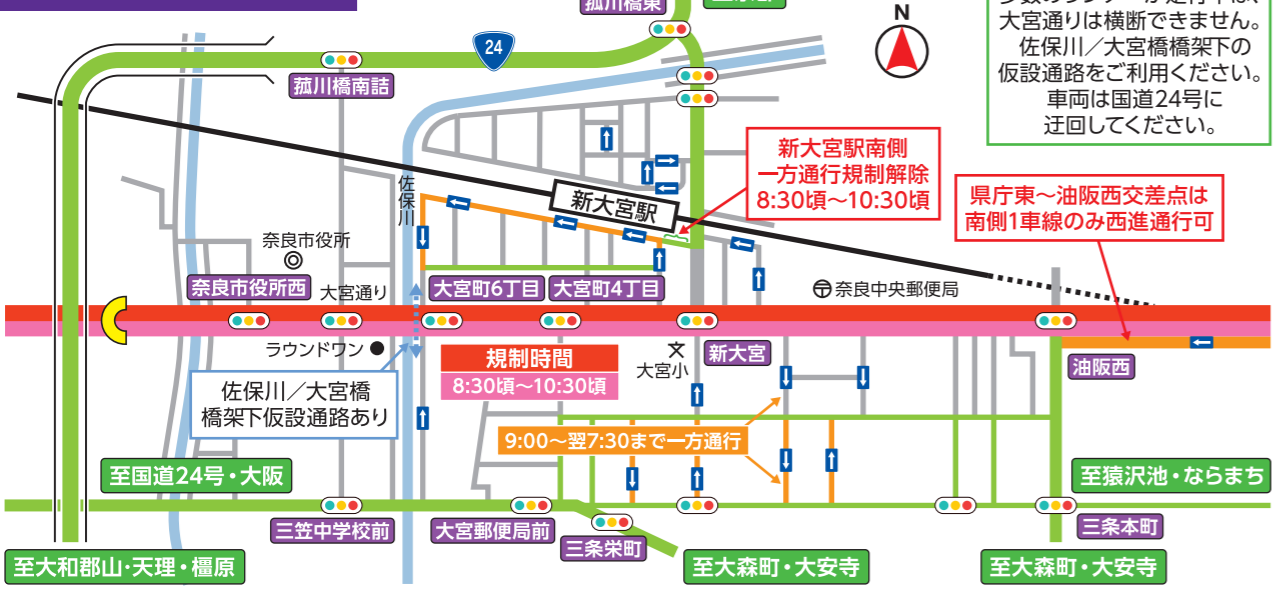 菰川橋東
大宮通りは横断できません。
佐保川／大宮橋橋架下の
仮設通路をご利用ください。
車両は国道24号に
迂回してください。
N
24
菰川橋南詰
新大宮駅南側
一方通行規制解除
8:30頃〜10:30頃
県庁東〜油阪西交差点は
南側1車線のみ西進通行可
佐保川
新大宮駅
奈良市役所
奈良市役所西
大宮通り
大宮町6丁目
大宮町4丁目
奈良中央郵便局
ラウンドワン
規制時間
8:30頃〜10:30頃
文
大宮小
新大宮
油阪西
佐保川／大宮橋
橋架下仮設通路あり
9:00〜翌7:30まで一方通行
至国道24号・大阪
至猿沢池・ならまち
三笠中学校前
大宮郵便局前
三条栄町
三条本町
至大和郡山・天理・橿原
至大森町・大安寺
至大森町・大安寺